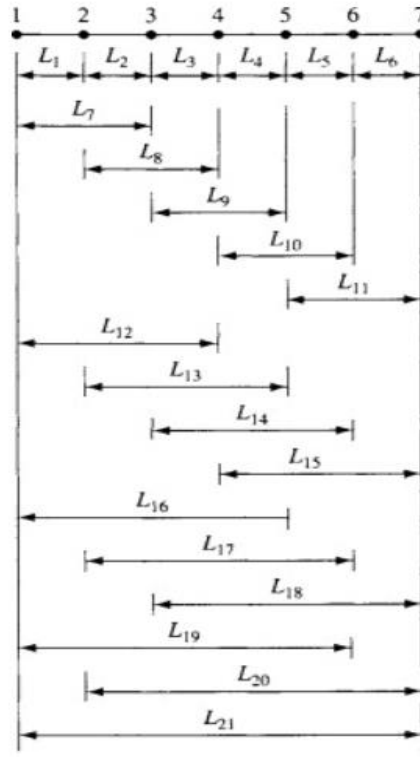 1 2 3 4 5 6 7
L₁ L₂ L₃ L₄ L₅ L₆
L₇
L₈
L₉
L₁₀
L₁₁
L₁₂
L₁₃
L₁₄
L₁₅
L₁₆
L₁₇
L₁₈
L₁₉
L₂₀
L₂₁